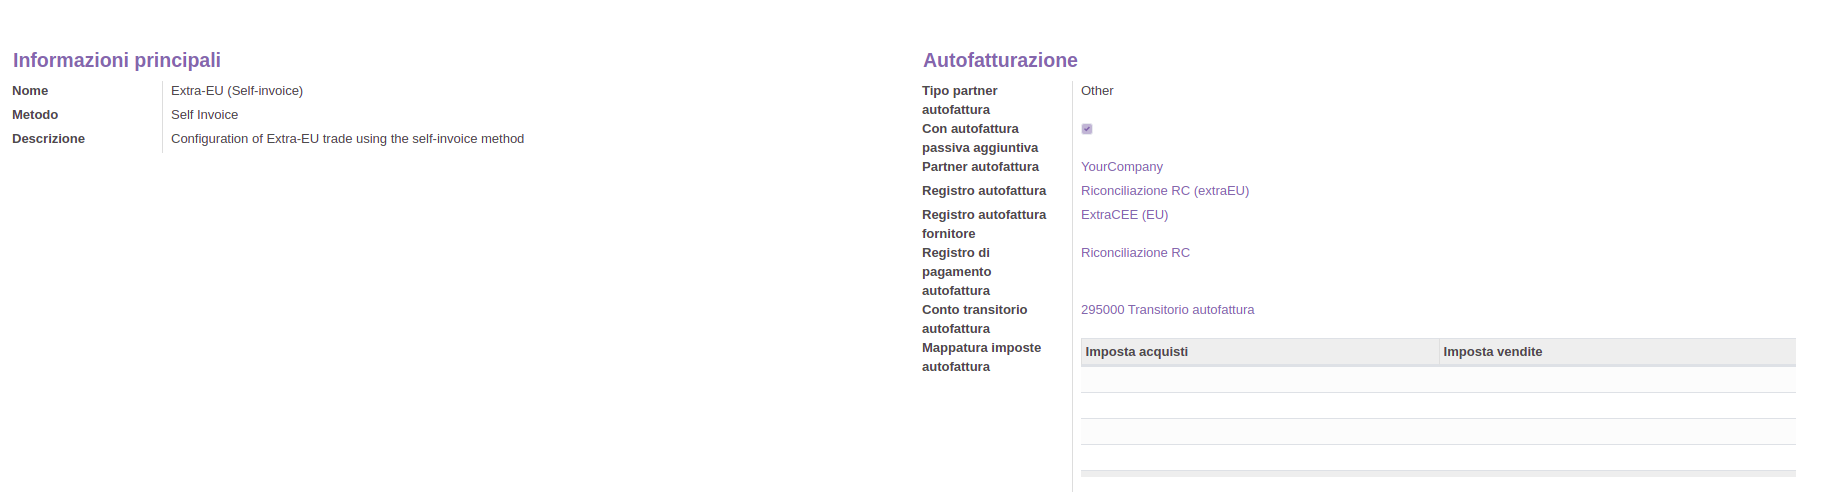 Informazioni principali
Nome Extra-EU (Self-invoice)
Metodo Self Invoice
Descrizione Configuration of Extra-EU trade using the self-invoice method
Autofatturazione
Tipo partner Other
autofattura
Con autofattura
passiva aggiuntiva
Partner autofattura YourCompany
Registro autofattura Riconciliazione RC (extraEU)
Registro autofattura ExtraCEE (EU)
fornitore
Registro di Riconciliazione RC
pagamento
autofattura
Conto transitorio 295000 Transitorio autofattura
autofattura
Mappatura imposte Imposta acquisti Imposta vendite
autofattura